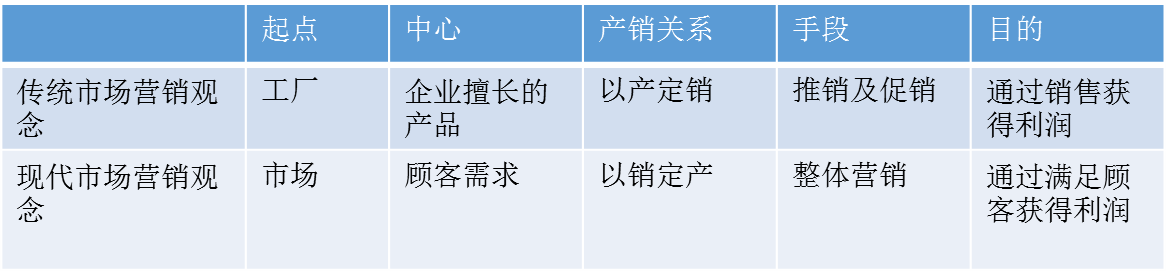 起点 中心 产销关系 手段 目的
传统市场营销观 工厂 企业擅长的 以产定销 推销及促销 通过销售获
念 产品 得利润
现代市场营销观 市场 顾客需求 以销定产 整体营销 通过满足顾
念 客获得利润